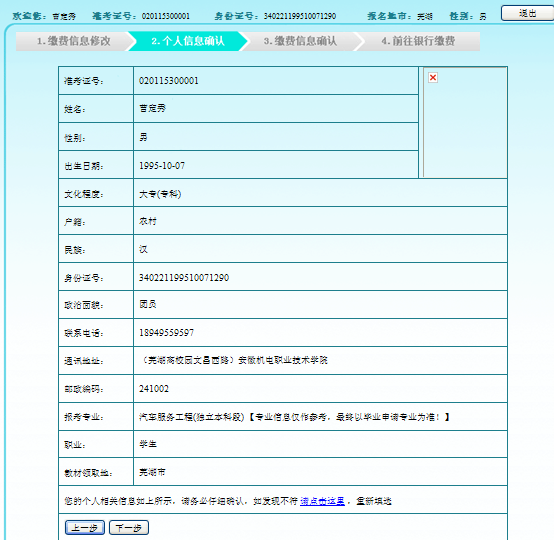 欢迎您：曹定秀 准考证号：020115300001 身份证号：340221199510071290 报名地市：芜湖 性别：男 退出
1.缴费信息修改 2.个人信息确认 3.缴费信息确认 4.前往银行缴费
准考证号： 020115300001
姓名： 曹定秀
性别： 男
出生日期： 1995-10-07
文化程度： 大专(专科)
户籍： 农村
民族： 汉
身份证号： 340221199510071290
政治面貌： 团员
联系电话： 18949559597
通讯地址： （芜湖高校园文昌西路）安徽机电职业技术学院
邮政编码： 241002
报考专业： 汽车服务工程(独立本科段)【专业信息仅作参考，最终以毕业申请专业为准！】
职业： 学生
教材领取地： 芜湖市
您的个人相关信息如上所示，请务必仔细确认，如发现不符 请点击这里 ，重新填选
上一步 下一步